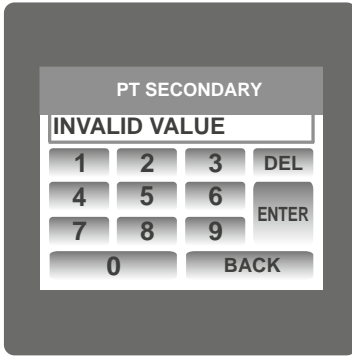 PT SECONDARY
INVALID VALUE
1 2 3 DEL
4 5 6 ENTER
7 8 9
0 BACK